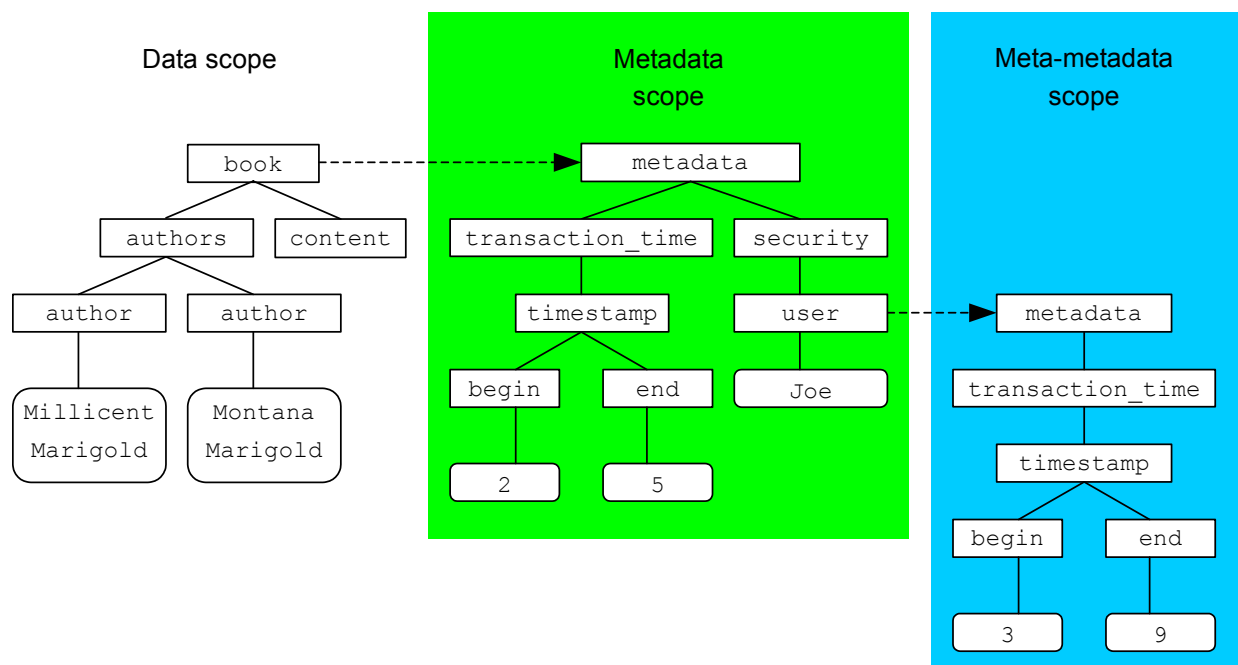 Data scope
Metadata
scope
Meta-metadata
scope
book
metadata
authors
content
transaction_time
security
author
author
timestamp
user
metadata
Millicent
Marigold
Montana
Marigold
begin
end
Joe
transaction_time
2
5
timestamp
begin
end
3
9